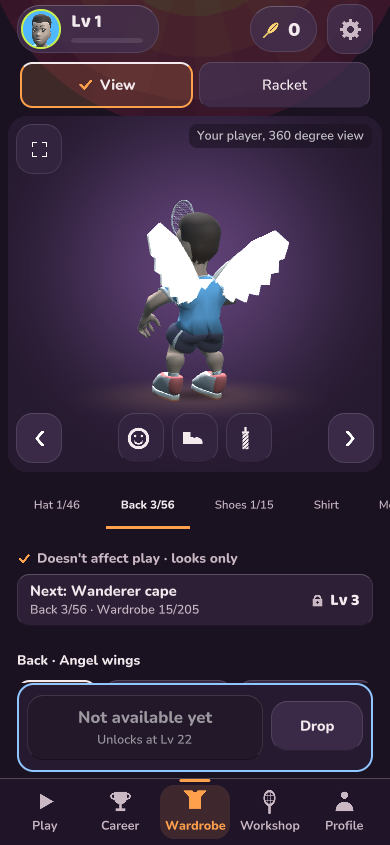 Lv 1
0
View
Racket
Your player, 360 degree view
Hat 1/46
Back 3/56
Shoes 1/15
Shirt
Doesn't affect play · looks only
Next: Wanderer cape
Back 3/56 · Wardrobe 15/205
Lv 3
Back · Angel wings
Not available yet
Unlocks at Lv 22
Drop
Play
Career
Wardrobe
Workshop
Profile